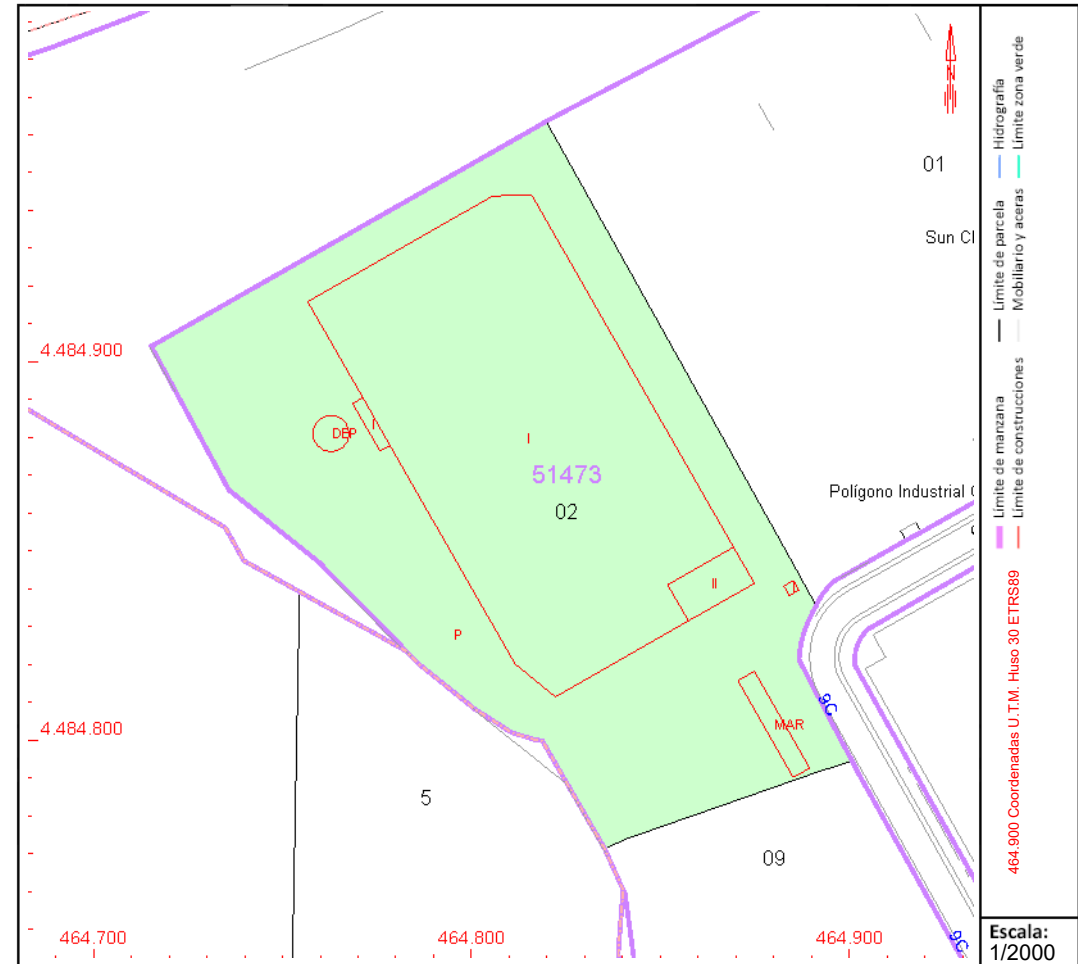 N
01
Sun Cl
4.484.900
DEP
I
I
51473
02
Polígono Industrial
II
P
MAR
9C
4.484.800
5
09
9C
464.700
464.800
464.900
Límite de manzana
Límite de parcela
Hidrografía
Límite de construcciones
Mobiliario y aceras
Límite zona verde
464.900 Coordenadas U.T.M. Huso 30 ETRS89
Escala:
1/2000